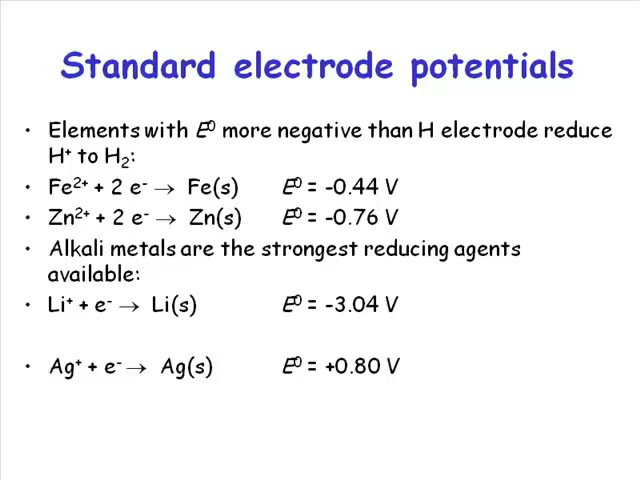 Standard electrode potentials
• Elements with E⁰ more negative than H electrode reduce
H⁺ to H₂:
• Fe²⁺ + 2 e⁻ → Fe(s) E⁰ = -0.44 V
• Zn²⁺ + 2 e⁻ → Zn(s) E⁰ = -0.76 V
• Alkali metals are the strongest reducing agents
available:
• Li⁺ + e⁻ → Li(s) E⁰ = -3.04 V
• Ag⁺ + e⁻ → Ag(s) E⁰ = +0.80 V